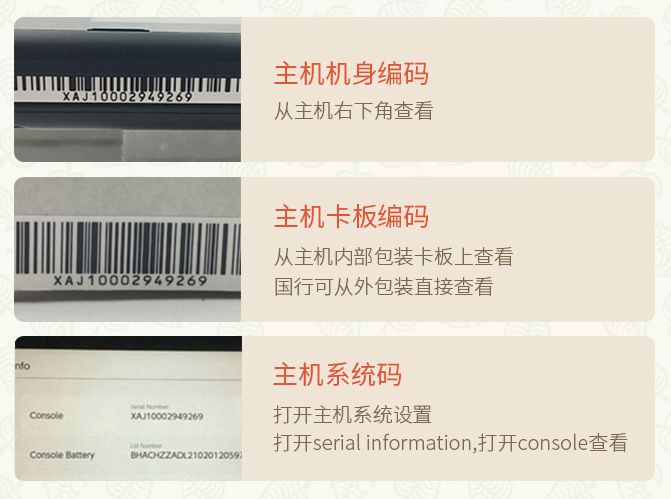 XAJ10002949269
主机机身编码
从主机右下角查看
XAJ10002949269
主机卡板编码
从主机内部包装卡板上查看
国行可从外包装直接查看
nfo
Serial Number
Console XAJ10002949269
Lot Number
Console Battery BHACHZZADL21020120597
主机系统码
打开主机系统设置
打开serial information,打开console查看